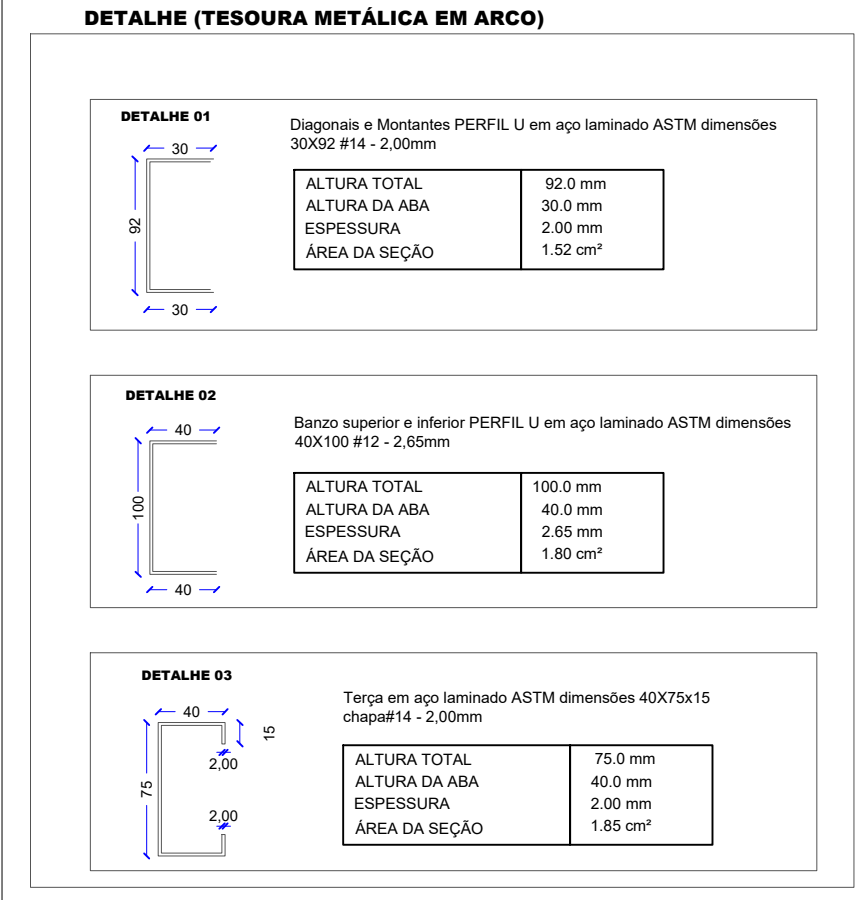 DETALHE (TESOURA METÁLICA EM ARCO)
DETALHE 01
Diagonais e Montantes PERFIL U em aço laminado ASTM dimensões
30X92 #14 - 2,00mm
30
92
30
ALTURA TOTAL 92.0 mm
ALTURA DA ABA 30.0 mm
ESPESSURA 2.00 mm
ÁREA DA SEÇÃO 1.52 cm²
DETALHE 02
Banzo superior e inferior PERFIL U em aço laminado ASTM dimensões
40X100 #12 - 2,65mm
40
100
40
ALTURA TOTAL 100.0 mm
ALTURA DA ABA 40.0 mm
ESPESSURA 2.65 mm
ÁREA DA SEÇÃO 1.80 cm²
DETALHE 03
Terça em aço laminado ASTM dimensões 40X75x15
chapa#14 - 2,00mm
40
15
2,00
75
2,00
ALTURA TOTAL 75.0 mm
ALTURA DA ABA 40.0 mm
ESPESSURA 2.00 mm
ÁREA DA SEÇÃO 1.85 cm²